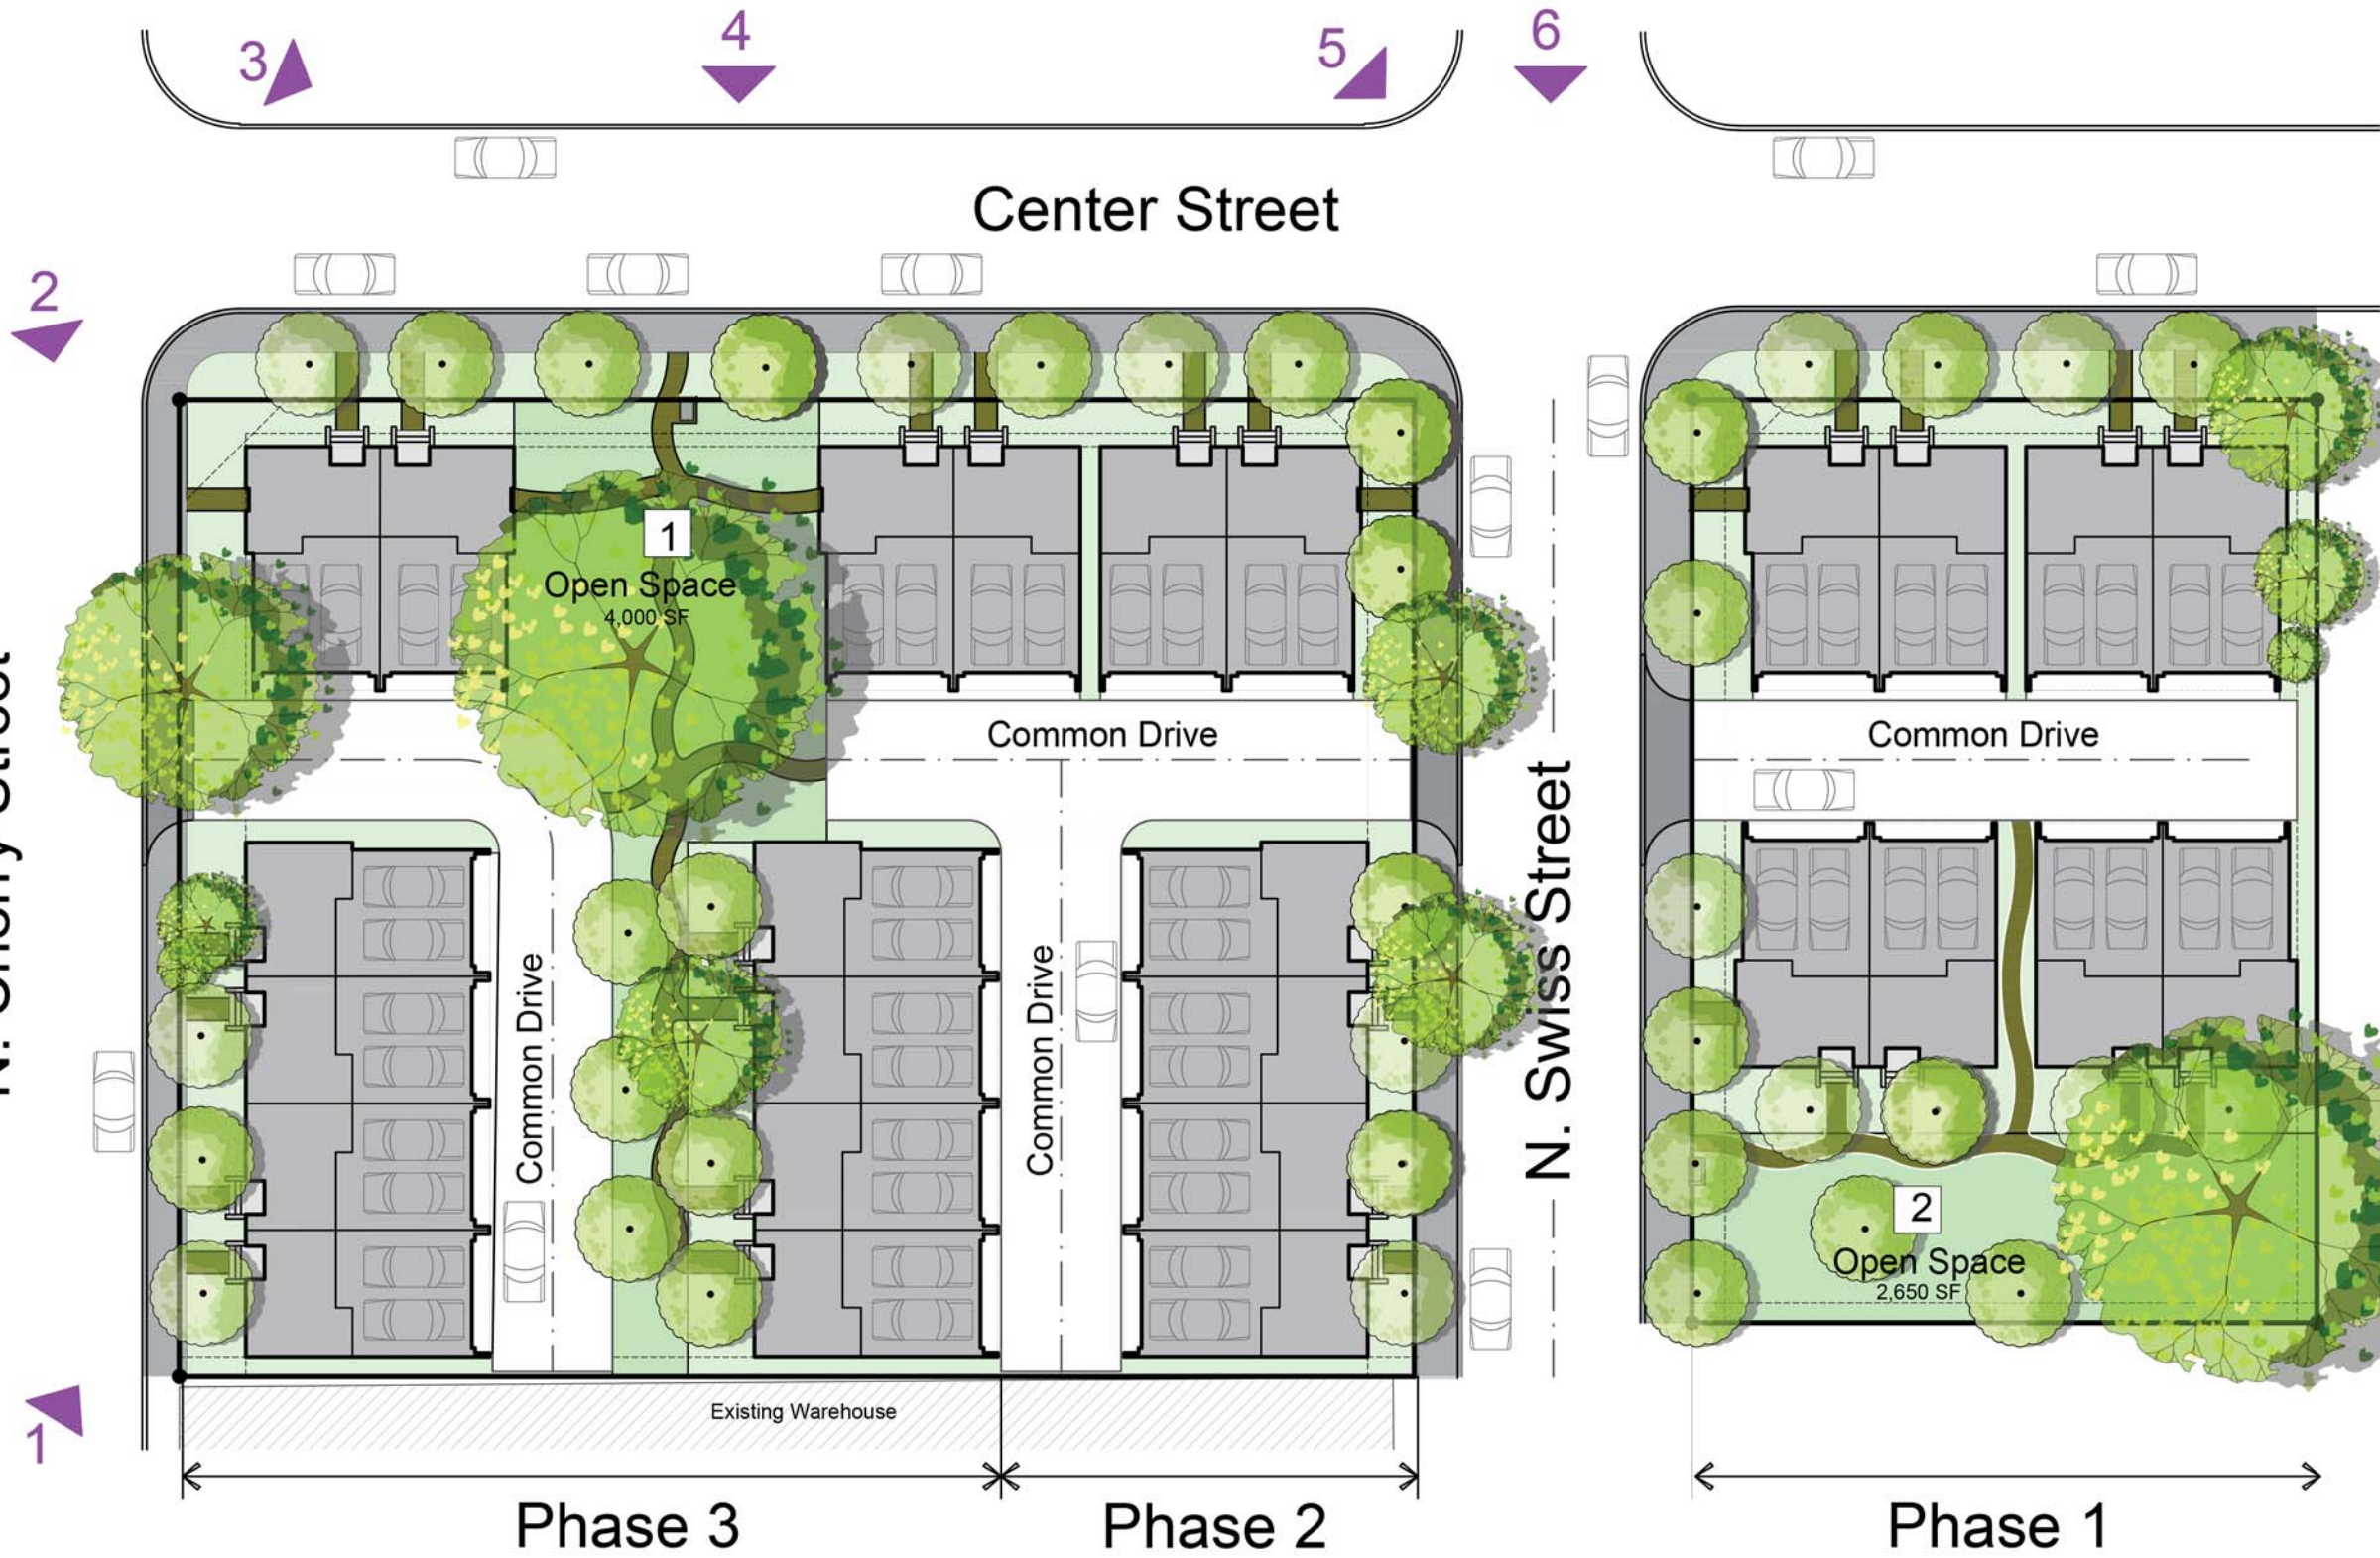 3
4
5
6
Center Street
2
1
Open Space
4,000 SF
Common Drive
Common Drive
N. Swiss Street
Common Drive
Common Drive
2
Open Space
2,650 SF
Existing Warehouse
1
Phase 3
Phase 2
Phase 1